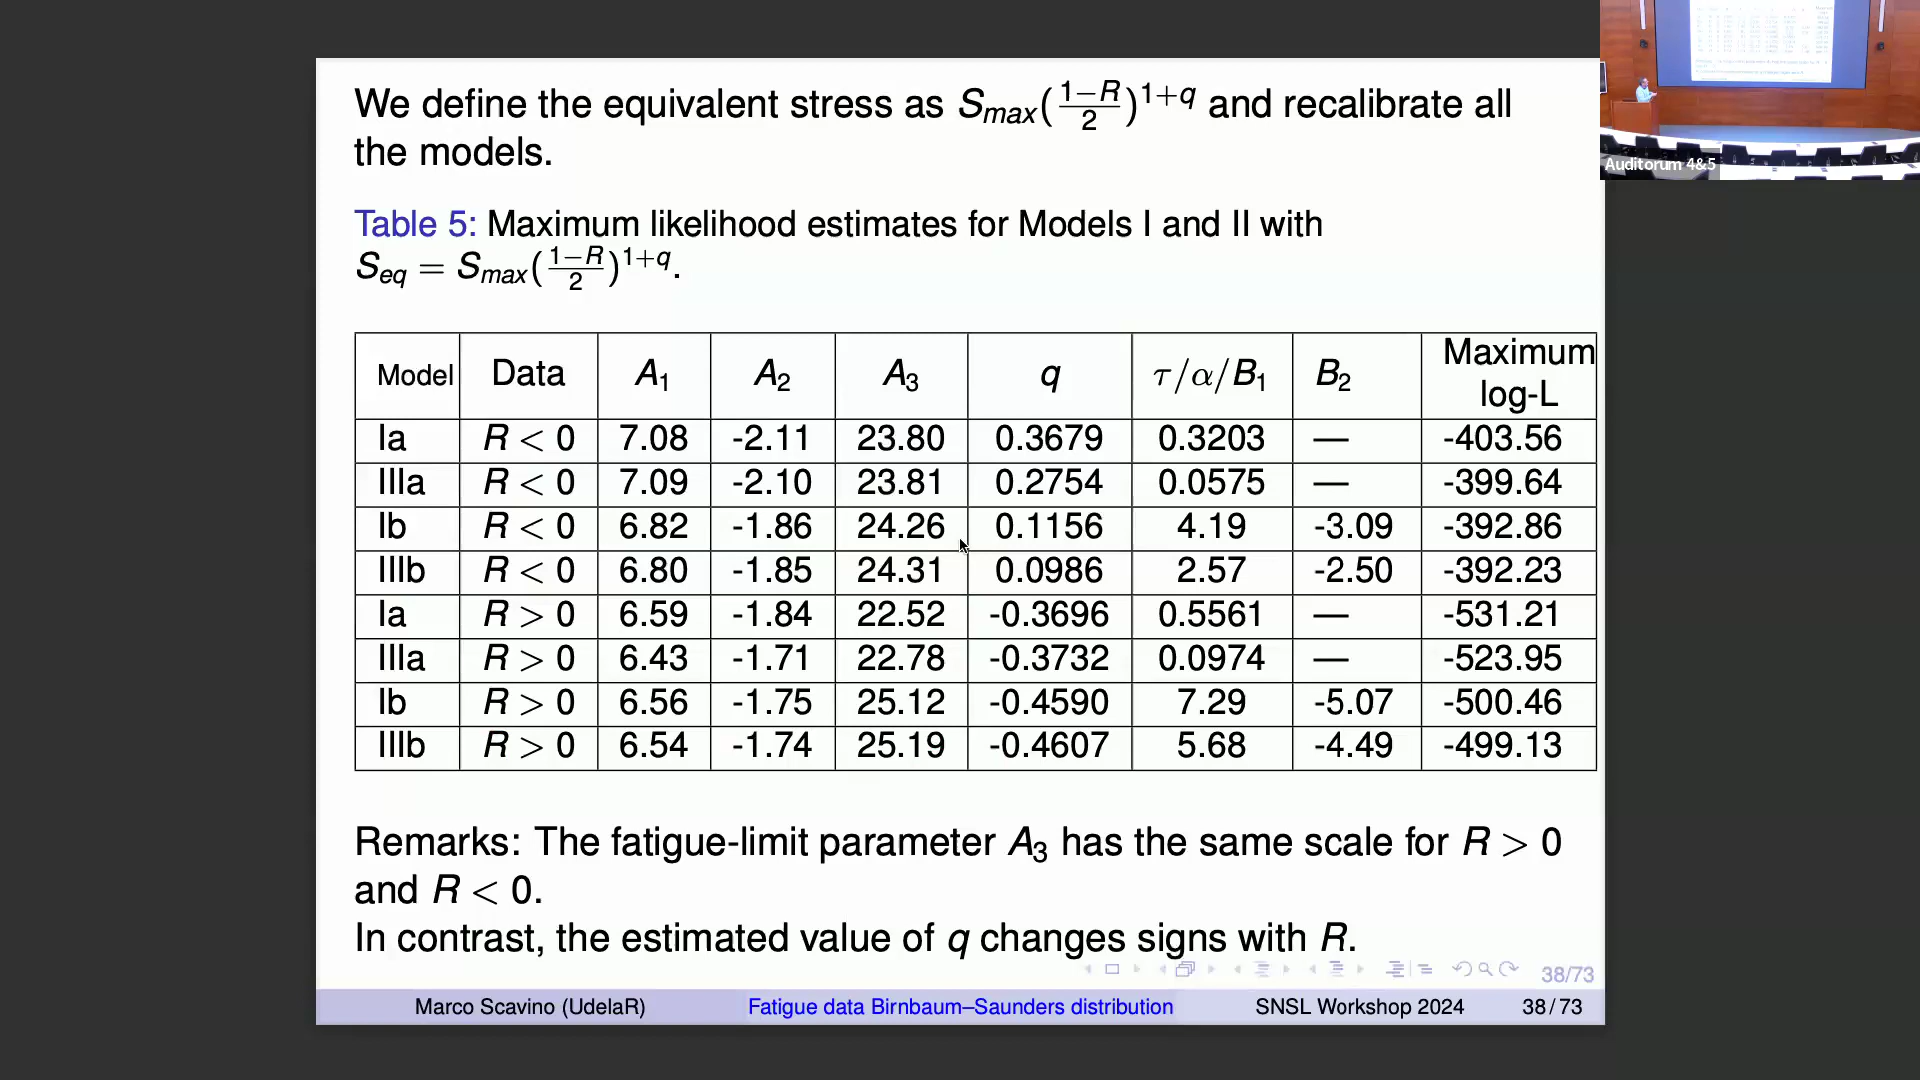 We define the equivalent stress as S_max((1−R)/2)^(1+q) and recalibrate all
the models.
Table 5: Maximum likelihood estimates for Models I and II with
S_eq = S_max((1−R)/2)^(1+q).
Model Data A₁ A₂ A₃ q τ/α/B₁ B₂ Maximum log-L
Ia R < 0 7.08 -2.11 23.80 0.3679 0.3203 — -403.56
IIIa R < 0 7.09 -2.10 23.81 0.2754 0.0575 — -399.64
Ib R < 0 6.82 -1.86 24.26 0.1156 4.19 -3.09 -392.86
IIIb R < 0 6.80 -1.85 24.31 0.0986 2.57 -2.50 -392.23
Ia R > 0 6.59 -1.84 22.52 -0.3696 0.5561 — -531.21
IIIa R > 0 6.43 -1.71 22.78 -0.3732 0.0974 — -523.95
Ib R > 0 6.56 -1.75 25.12 -0.4590 7.29 -5.07 -500.46
IIIb R > 0 6.54 -1.74 25.19 -0.4607 5.68 -4.49 -499.13
Remarks: The fatigue-limit parameter A₃ has the same scale for R > 0
and R < 0.
In contrast, the estimated value of q changes signs with R.
38/73
Marco Scavino (UdelaR) Fatigue data Birnbaum–Saunders distribution SNSL Workshop 2024 38 / 73
Auditorum 4&5